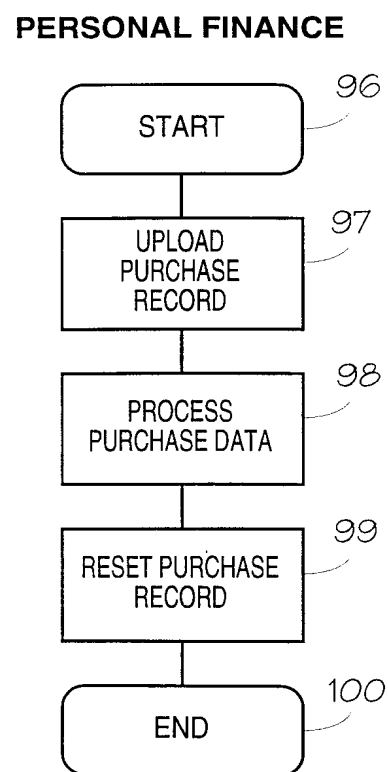 PERSONAL FINANCE
96
START
97
UPLOAD
PURCHASE
RECORD
98
PROCESS
PURCHASE DATA
99
RESET PURCHASE
RECORD
100
END